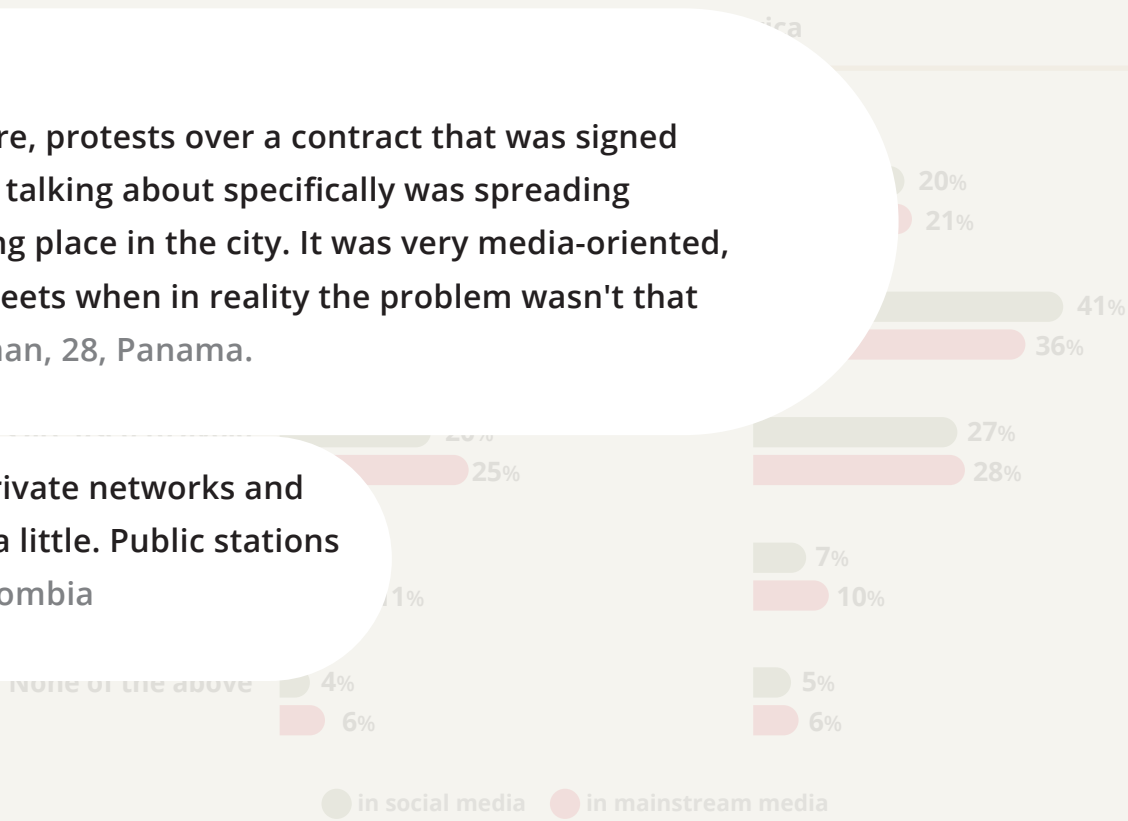 re, protests over a contract that was signed
talking about specifically was spreading
20%
21%
ng place in the city. It was very media-oriented,
eets when in reality the problem wasn't that
41%
36%
an, 28, Panama.
27%
25%
28%
rivate networks and
a little. Public stations
7%
ombia
1%
10%
None of the above
4%
5%
6%
6%
in social media
in mainstream media